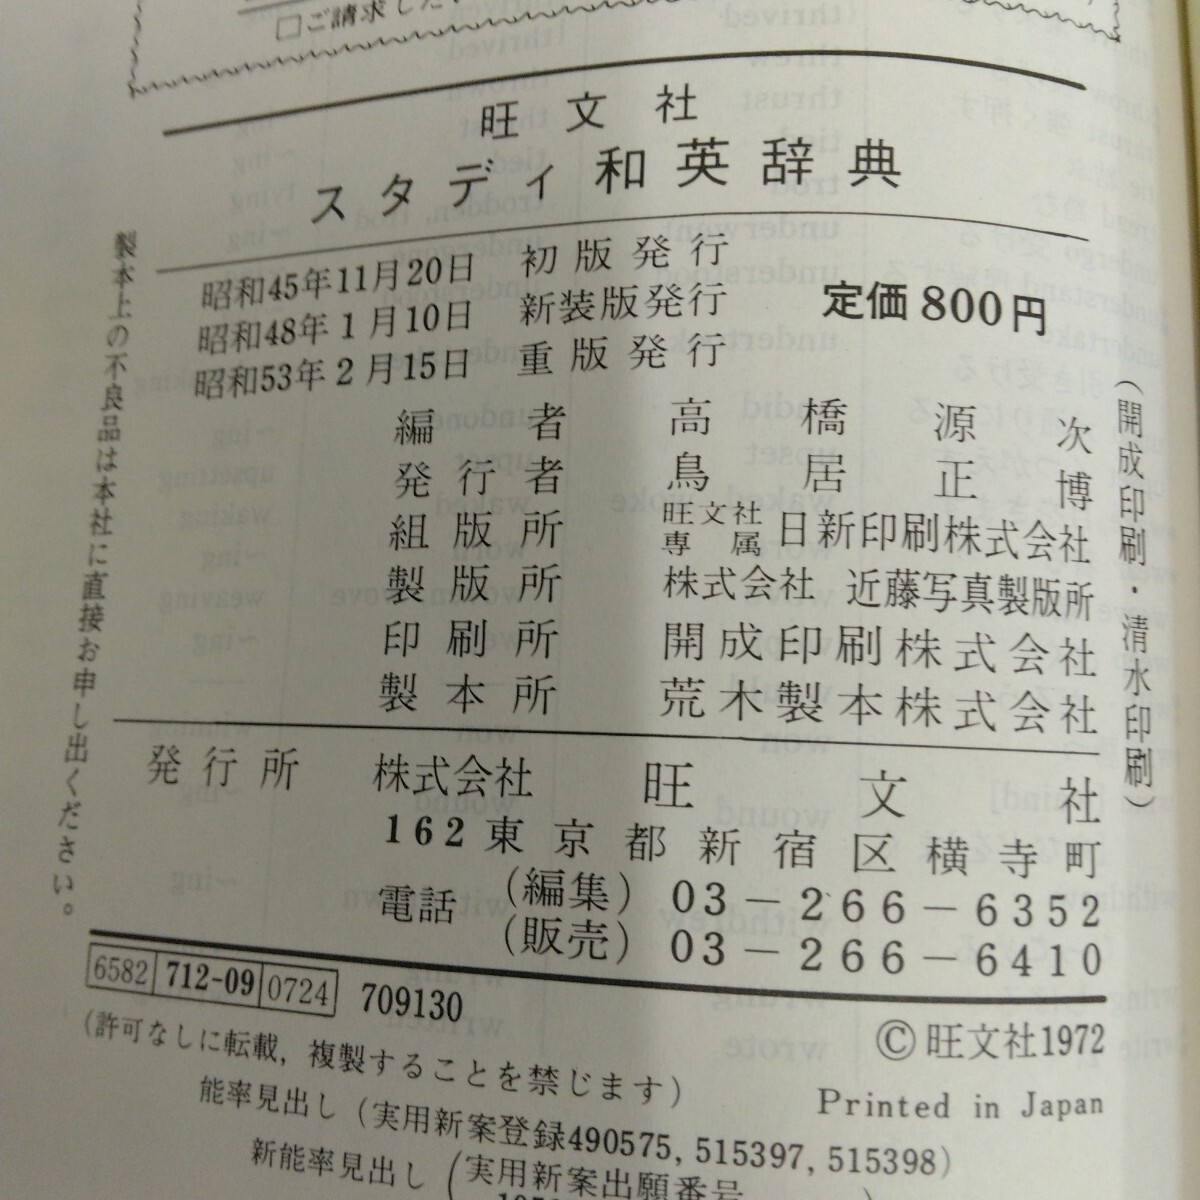 □ご請求した
旺文社
スタディ和英辞典
昭和45年11月20日 初版発行
昭和48年1月10日 新装版発行
昭和53年2月15日 重版発行
定価800円
編者 高橋源次
発行者 鳥居正博
組版所 旺文社専属 日新印刷株式会社
製版所 株式会社 近藤写真製版所
印刷所 開成印刷株式会社
製本所 荒木製本株式会社
(開成印刷・清水印刷)
製本上の不良品は本社に直接お申し出ください。
発行所 株式会社 旺文社
162 東京都新宿区横寺町
電話 (編集) 03-266-6352
(販売) 03-266-6410
6582 712-09 0724 709130
©旺文社1972
(許可なしに転載, 複製することを禁じます)
Printed in Japan
能率見出し (実用新案登録490575, 515397, 515398)
新能率見出し (実用新案出願番号